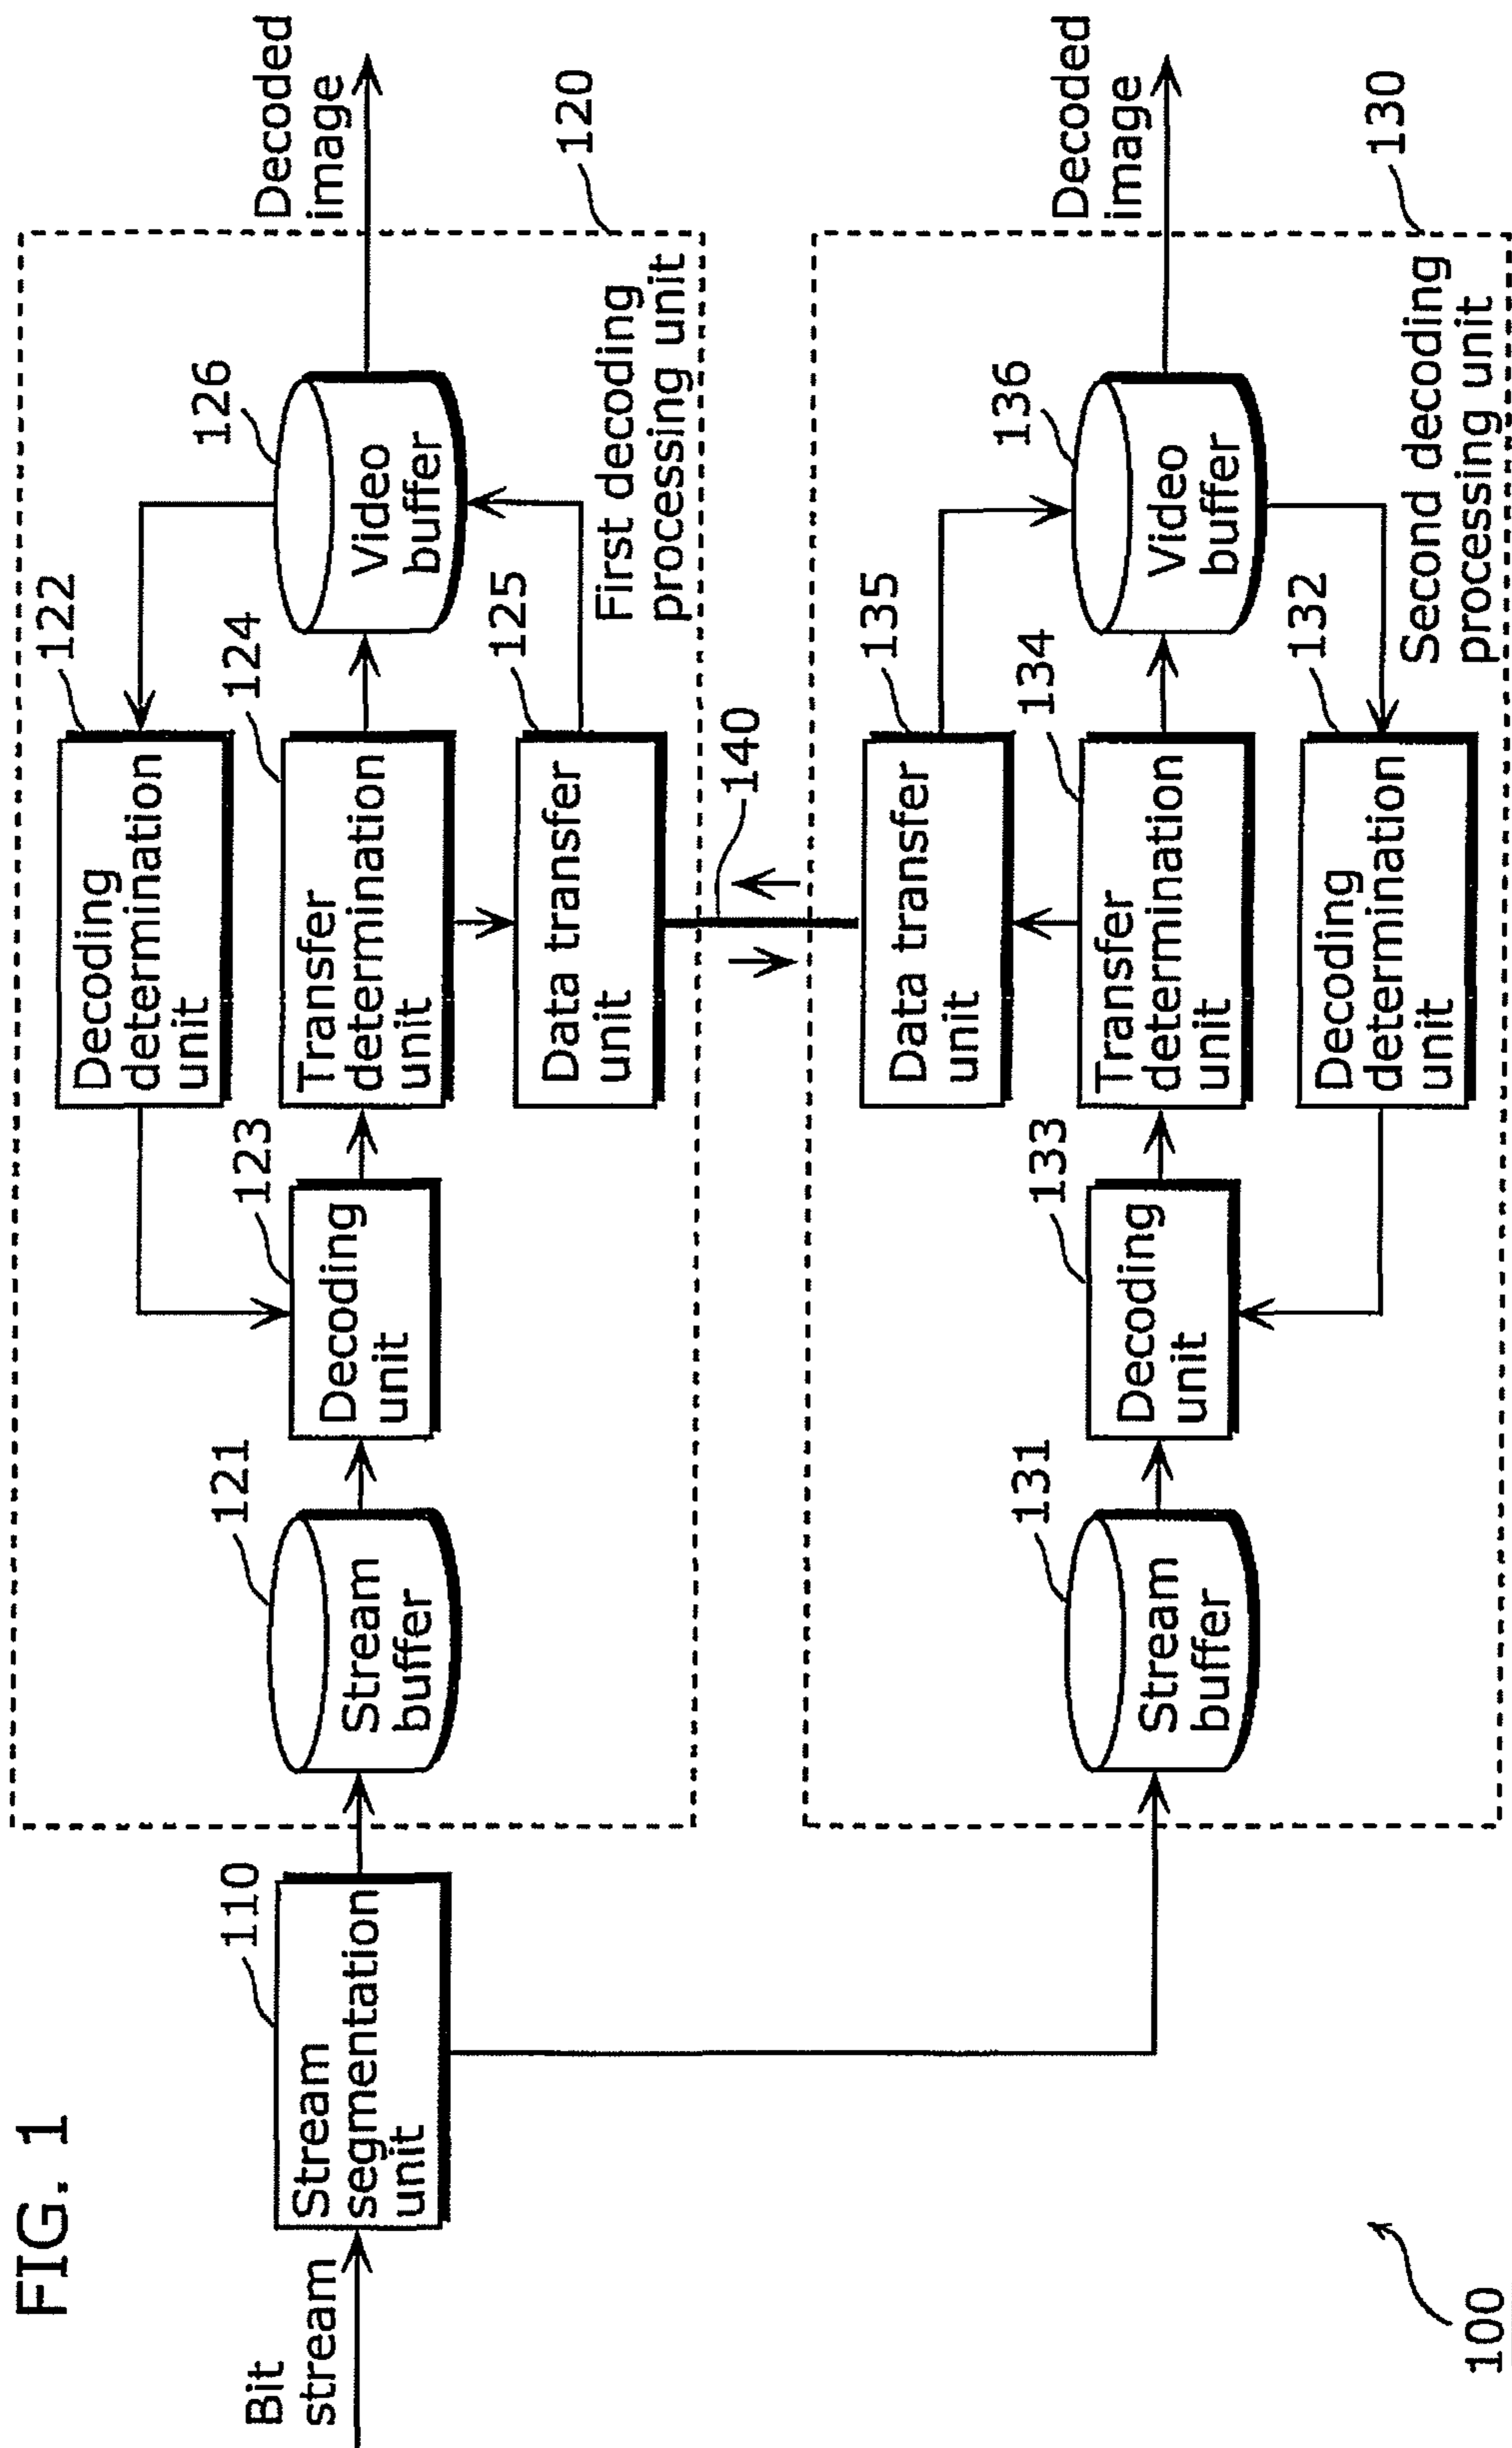 FIG. 1
Bit
stream
110
Stream
segmentation
unit
121
Stream
buffer
123
Decoding
unit
122
Decoding
determination
unit
124
Transfer
determination
unit
125
Data transfer
unit
126
Video
buffer
First decoding
processing unit
120
Decoded
image
140
131
Stream
buffer
133
Decoding
unit
135
Data transfer
unit
134
Transfer
determination
unit
132
Decoding
determination
unit
136
Video
buffer
Second decoding
processing unit
130
Decoded
image
100